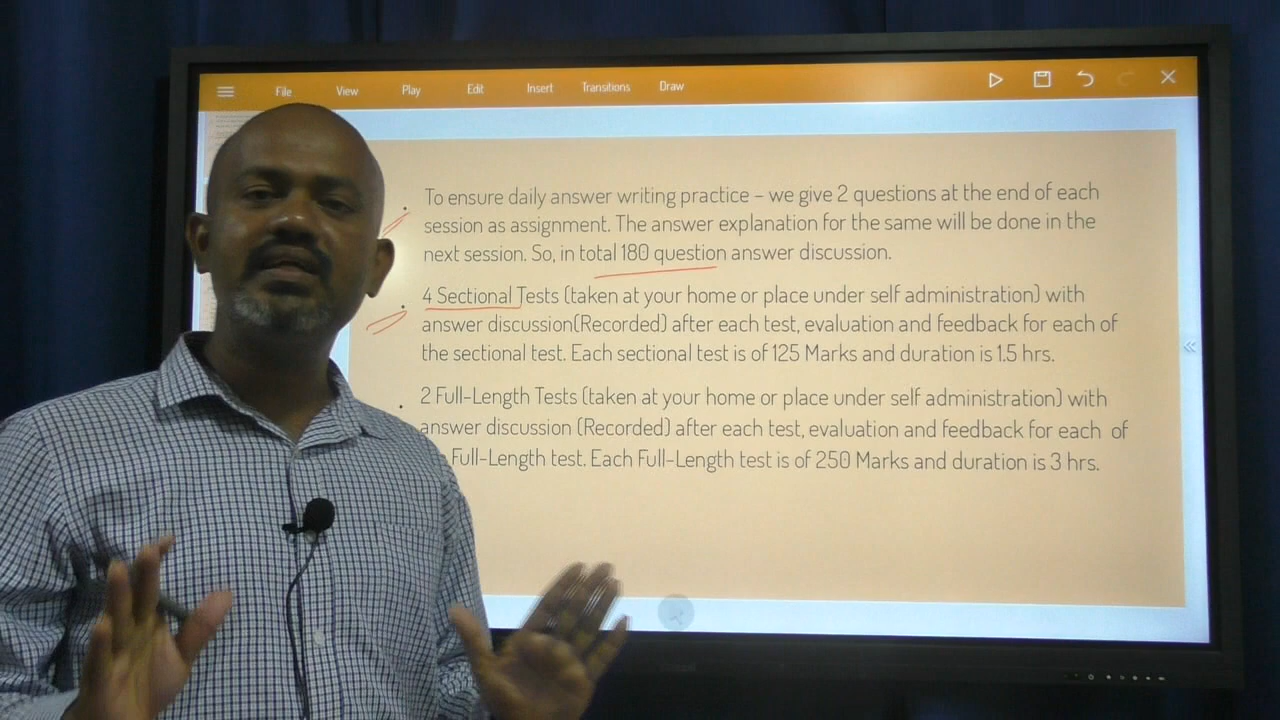 File View Play Edit Insert Transitions Draw
To ensure daily answer writing practice – we give 2 questions at the end of each
session as assignment. The answer explanation for the same will be done in the
next session. So, in total 180 question answer discussion.
4 Sectional Tests (taken at your home or place under self administration) with
answer discussion(Recorded) after each test, evaluation and feedback for each of
the sectional test. Each sectional test is of 125 Marks and duration is 1.5 hrs.
2 Full-Length Tests (taken at your home or place under self administration) with
answer discussion (Recorded) after each test, evaluation and feedback for each of
Full-Length test. Each Full-Length test is of 250 Marks and duration is 3 hrs.